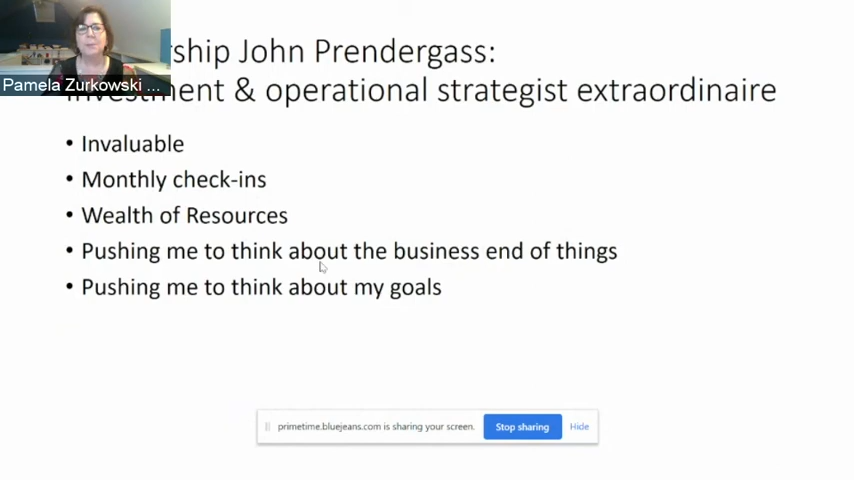 rship John Prendergass:
Pamela Zurkowski ...
ment & operational strategist extraordinaire
• Invaluable
• Monthly check-ins
• Wealth of Resources
• Pushing me to think about the business end of things
• Pushing me to think about my goals
primetime.bluejeans.com is sharing your screen. Stop sharing Hide